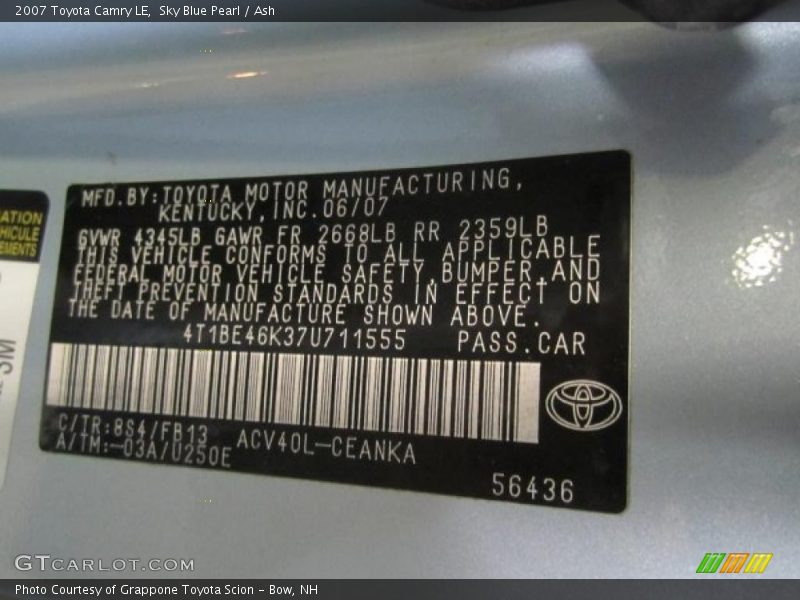 2007 Toyota Camry LE, Sky Blue Pearl / Ash
MFD.BY:TOYOTA MOTOR MANUFACTURING,
KENTUCKY,INC.06/07
GVWR 4345LB GAWR FR 2668LB RR 2359LB
THIS VEHICLE CONFORMS TO ALL APPLICABLE
FEDERAL MOTOR VEHICLE SAFETY,BUMPER,AND
THEFT PREVENTION STANDARDS IN EFFECT ON
THE DATE OF MANUFACTURE SHOWN ABOVE.
4T1BE46K37U711555 PASS.CAR
C/TR:8S4/FB13
A/TM:-03A/U250E
ACV40L-CEANKA
56436
GTCARLOT.COM
Photo Courtesy of Grappone Toyota Scion - Bow, NH